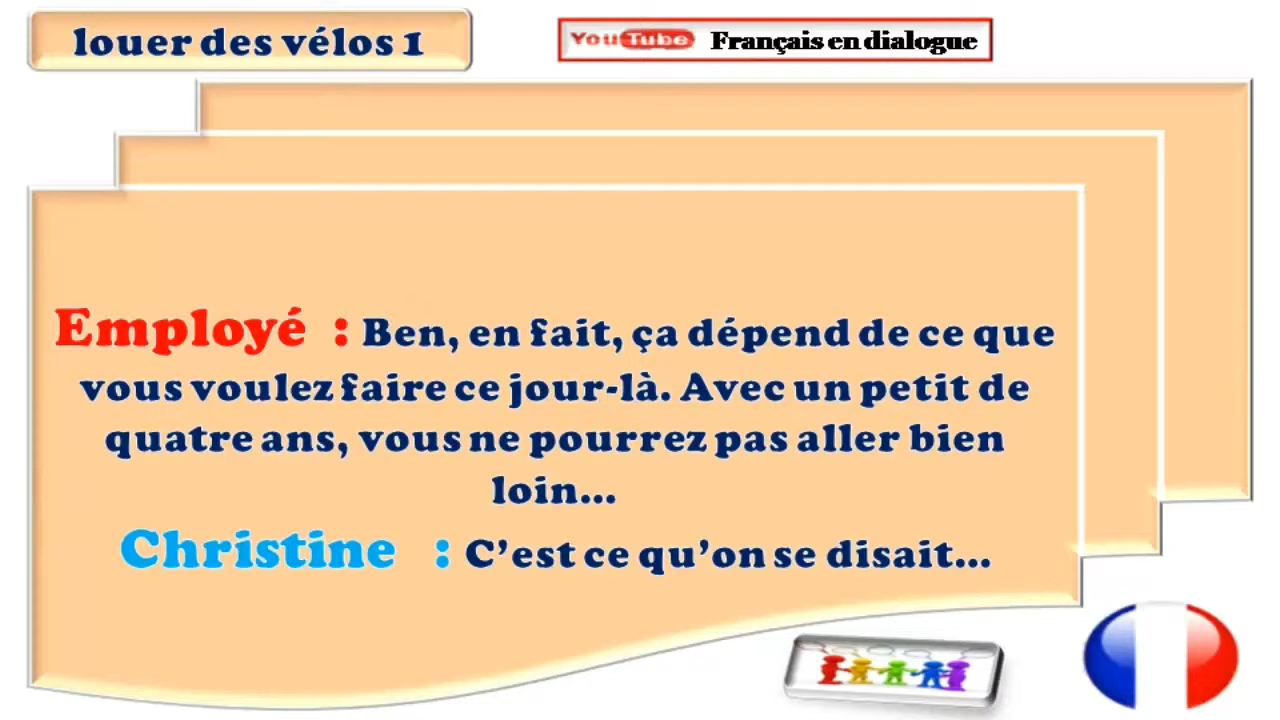 louer des vélos 1
YouTube Français en dialogue
Employé : Ben, en fait, ça dépend de ce que
vous voulez faire ce jour-là. Avec un petit de
quatre ans, vous ne pourrez pas aller bien
loin...
Christine : C'est ce qu'on se disait...